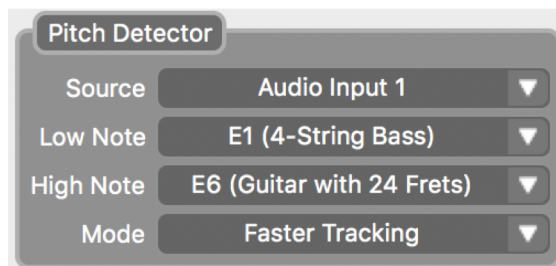 Pitch Detector
Source Audio Input 1
Low Note E1 (4-String Bass)
High Note E6 (Guitar with 24 Frets)
Mode Faster Tracking